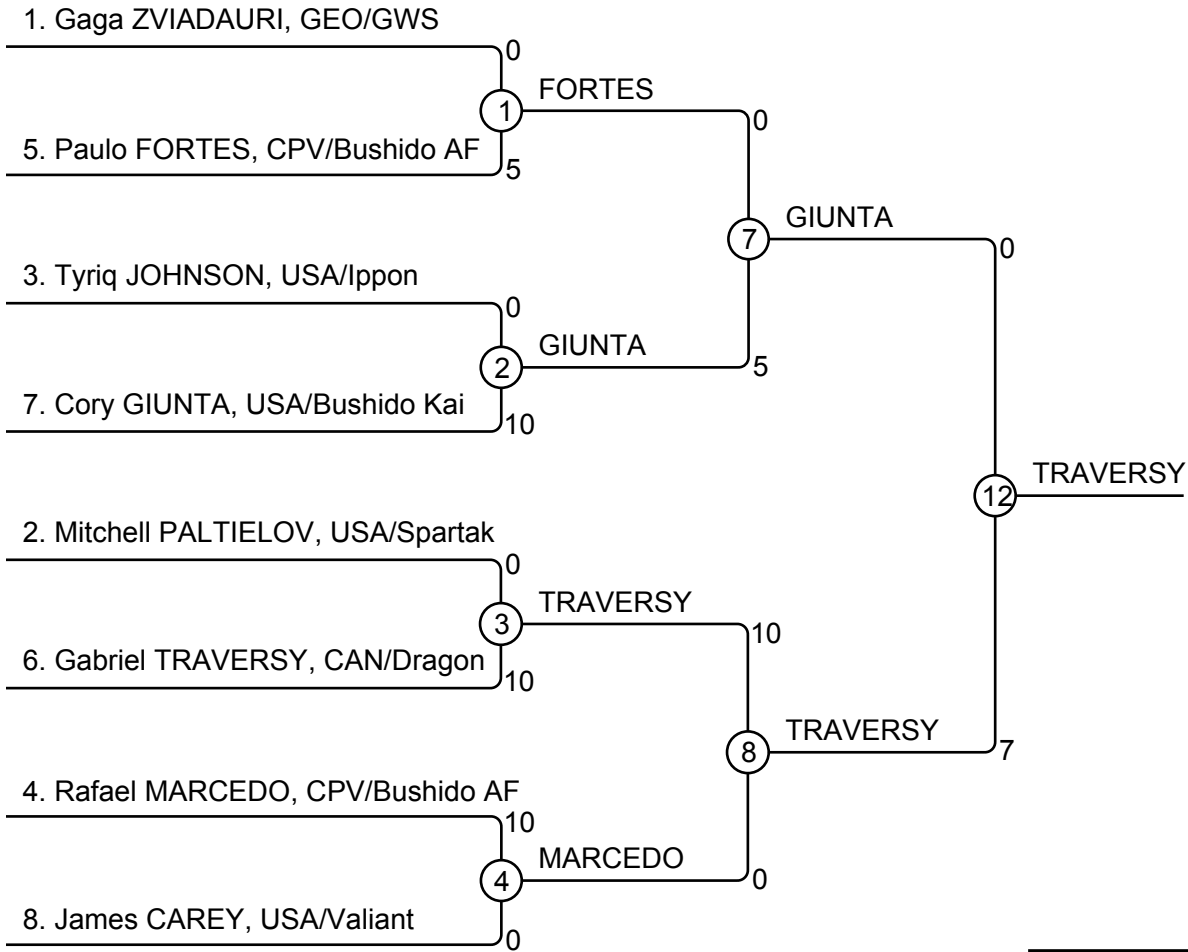 1. Gaga ZVIADAURI, GEO/GWS
0
1
FORTES
0
5. Paulo FORTES, CPV/Bushido AF
5
7
GIUNTA
0
3. Tyriq JOHNSON, USA/Ippon
0
2
GIUNTA
5
7. Cory GIUNTA, USA/Bushido Kai
10
12
TRAVERSY
2. Mitchell PALTIELOV, USA/Spartak
0
3
TRAVERSY
10
6. Gabriel TRAVERSY, CAN/Dragon
10
8
TRAVERSY
7
4. Rafael MARCEDO, CPV/Bushido AF
10
4
MARCEDO
0
8. James CAREY, USA/Valiant
0